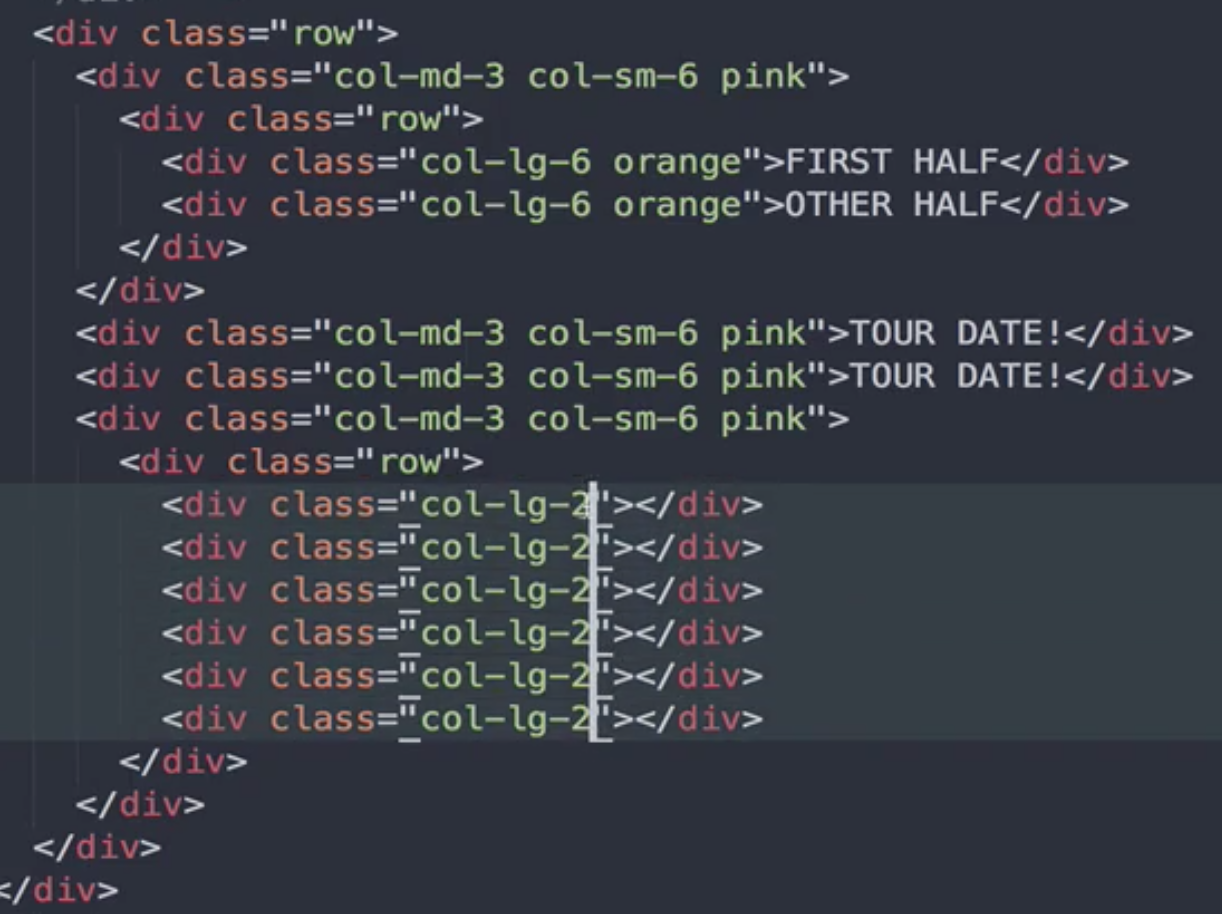 <div class="row">
<div class="col-md-3 col-sm-6 pink">
<div class="row">
<div class="col-lg-6 orange">FIRST HALF</div>
<div class="col-lg-6 orange">OTHER HALF</div>
</div>
</div>
<div class="col-md-3 col-sm-6 pink">TOUR DATE!</div>
<div class="col-md-3 col-sm-6 pink">TOUR DATE!</div>
<div class="col-md-3 col-sm-6 pink">
<div class="row">
<div class="col-lg-2"></div>
<div class="col-lg-2"></div>
<div class="col-lg-2"></div>
<div class="col-lg-2"></div>
<div class="col-lg-2"></div>
<div class="col-lg-2"></div>
</div>
</div>
</div>
</div>